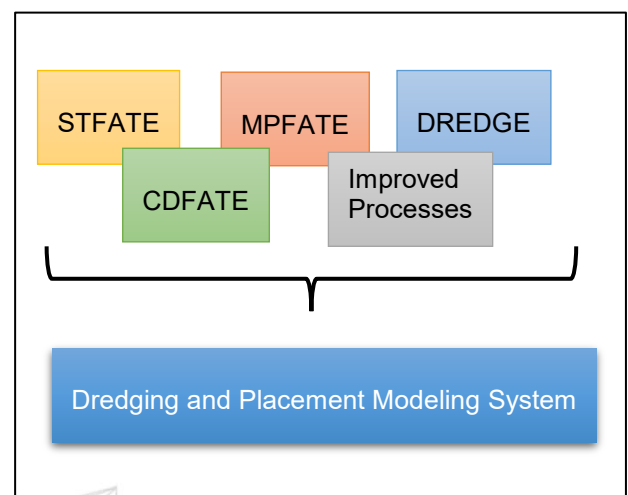 STFATE
MPFATE
DREDGE
CDFATE
Improved
Processes
Dredging and Placement Modeling System